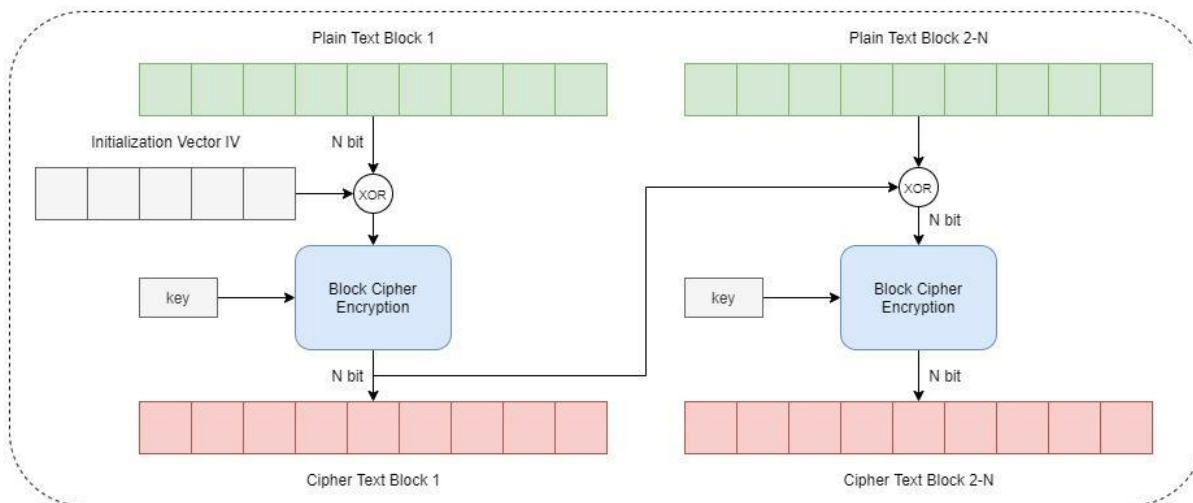 Plain Text Block 1
Plain Text Block 2-N
Initialization Vector IV
N bit
XOR
XOR
N bit
key
Block Cipher
Encryption
key
Block Cipher
Encryption
N bit
N bit
Cipher Text Block 1
Cipher Text Block 2-N